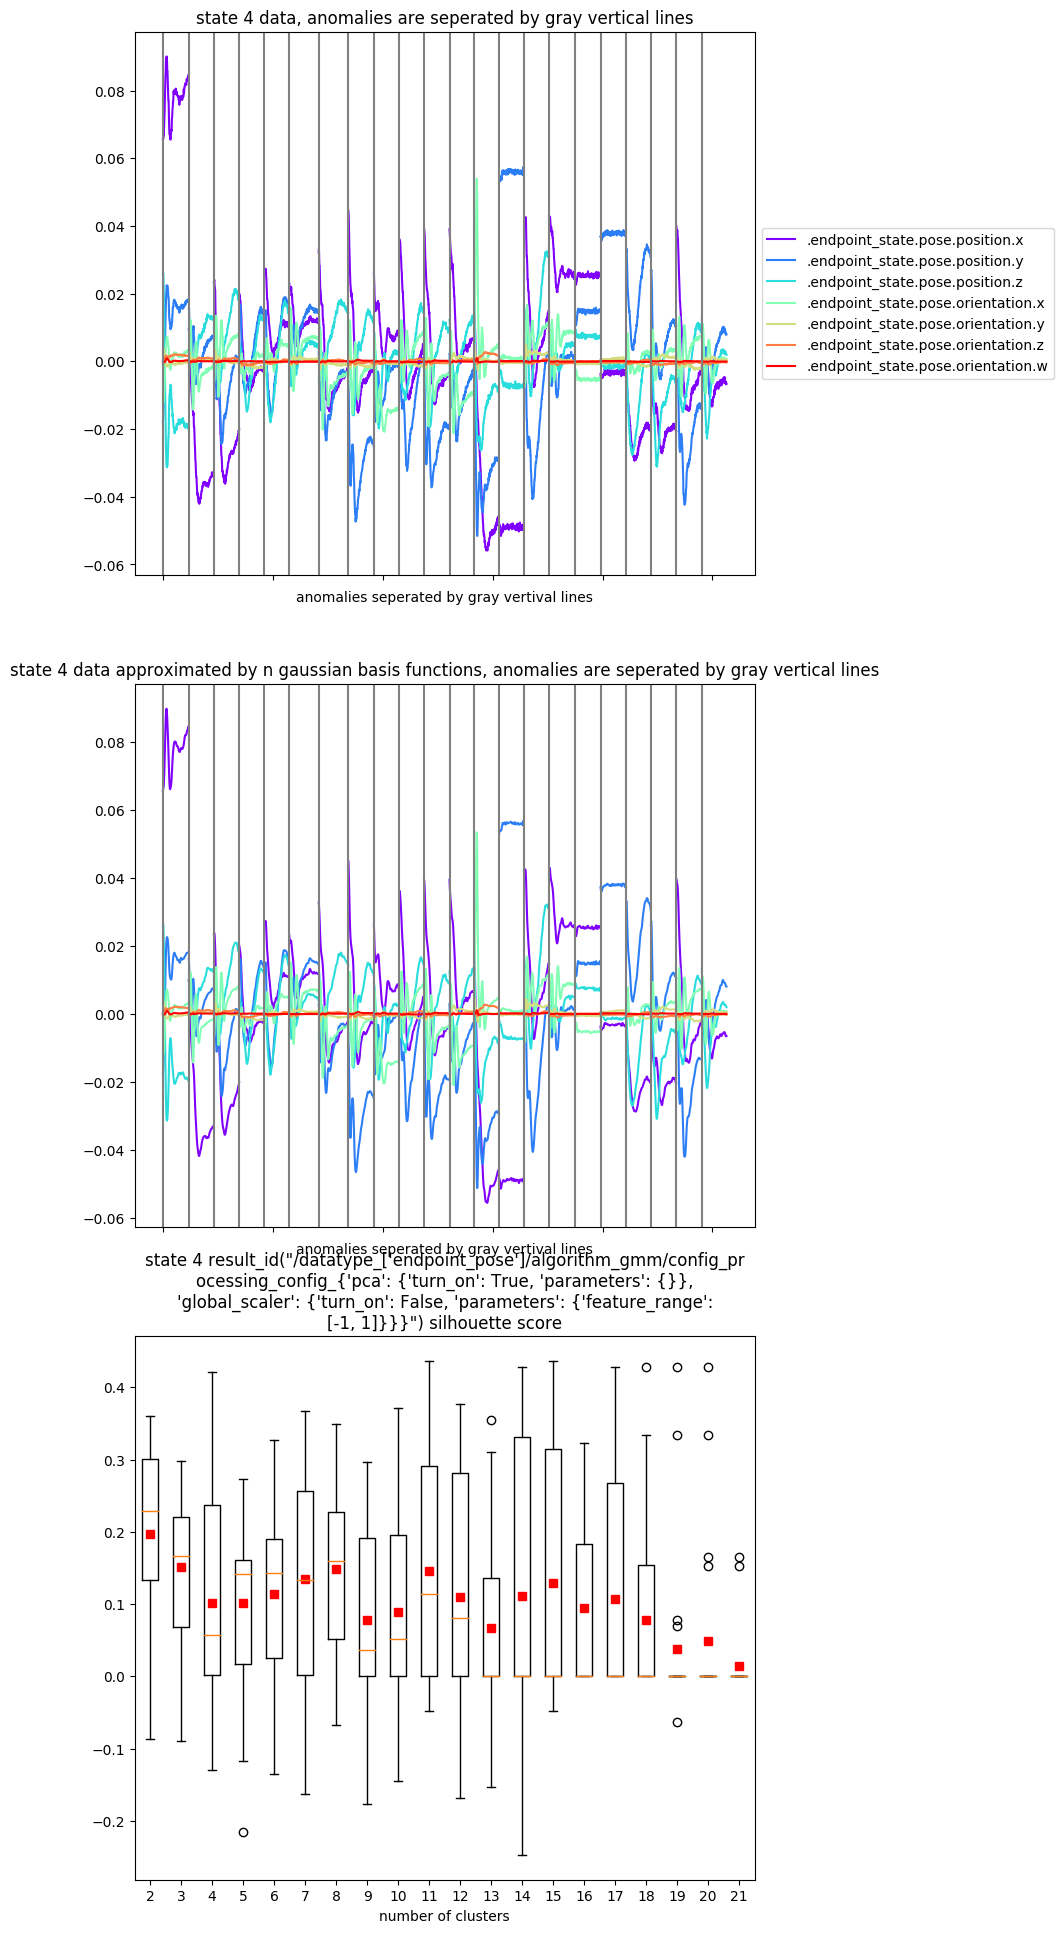 state 4 data, anomalies are seperated by gray vertical lines
0.08
0.06
0.04
0.02
0.00
−0.02
−0.04
−0.06
anomalies seperated by gray vertival lines
.endpoint_state.pose.position.x
.endpoint_state.pose.position.y
.endpoint_state.pose.position.z
.endpoint_state.pose.orientation.x
.endpoint_state.pose.orientation.y
.endpoint_state.pose.orientation.z
.endpoint_state.pose.orientation.w
state 4 data approximated by n gaussian basis functions, anomalies are seperated by gray vertical lines
0.08
0.06
0.04
0.02
0.00
−0.02
−0.04
−0.06
anomalies seperated by gray vertival lines
state 4 result_id("/datatype_['endpoint_pose']/algorithm_gmm/config_pr
ocessing_config_{'pca': {'turn_on': True, 'parameters': {}},
'global_scaler': {'turn_on': False, 'parameters': {'feature_range':
[-1, 1]}}}") silhouette score
0.4
0.3
0.2
0.1
0.0
−0.1
−0.2
2 3 4 5 6 7 8 9 10 11 12 13 14 15 16 17 18 19 20 21
number of clusters